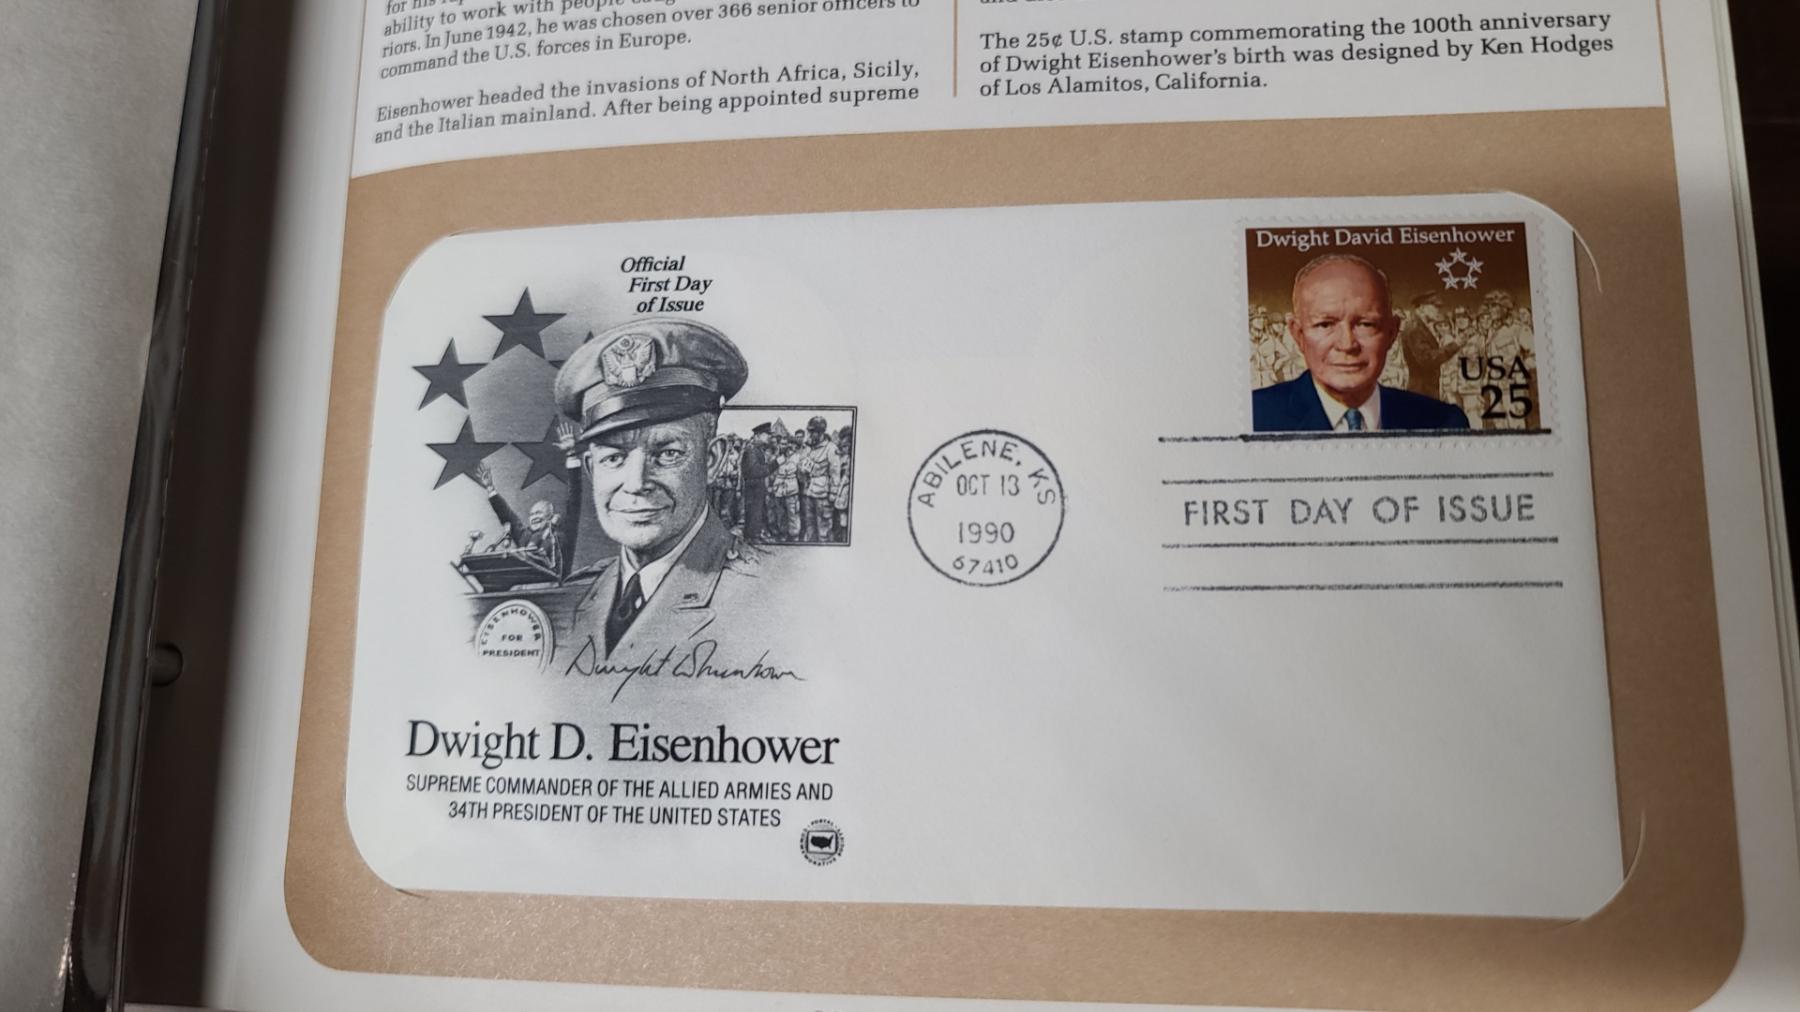 ability to work with people
riors. In June 1942, he was chosen over 366 senior officers to
command the U.S. forces in Europe.
Eisenhower headed the invasions of North Africa, Sicily,
and the Italian mainland. After being appointed supreme
The 25¢ U.S. stamp commemorating the 100th anniversary
of Dwight Eisenhower's birth was designed by Ken Hodges
of Los Alamitos, California.
Official
First Day
of Issue
EISENHOWER
FOR
PRESIDENT
Dwight D. Eisenhower
Dwight D. Eisenhower
SUPREME COMMANDER OF THE ALLIED ARMIES AND
34TH PRESIDENT OF THE UNITED STATES
ABILENE, KS
OCT 13
1990
67410
Dwight David Eisenhower
USA
25
FIRST DAY OF ISSUE